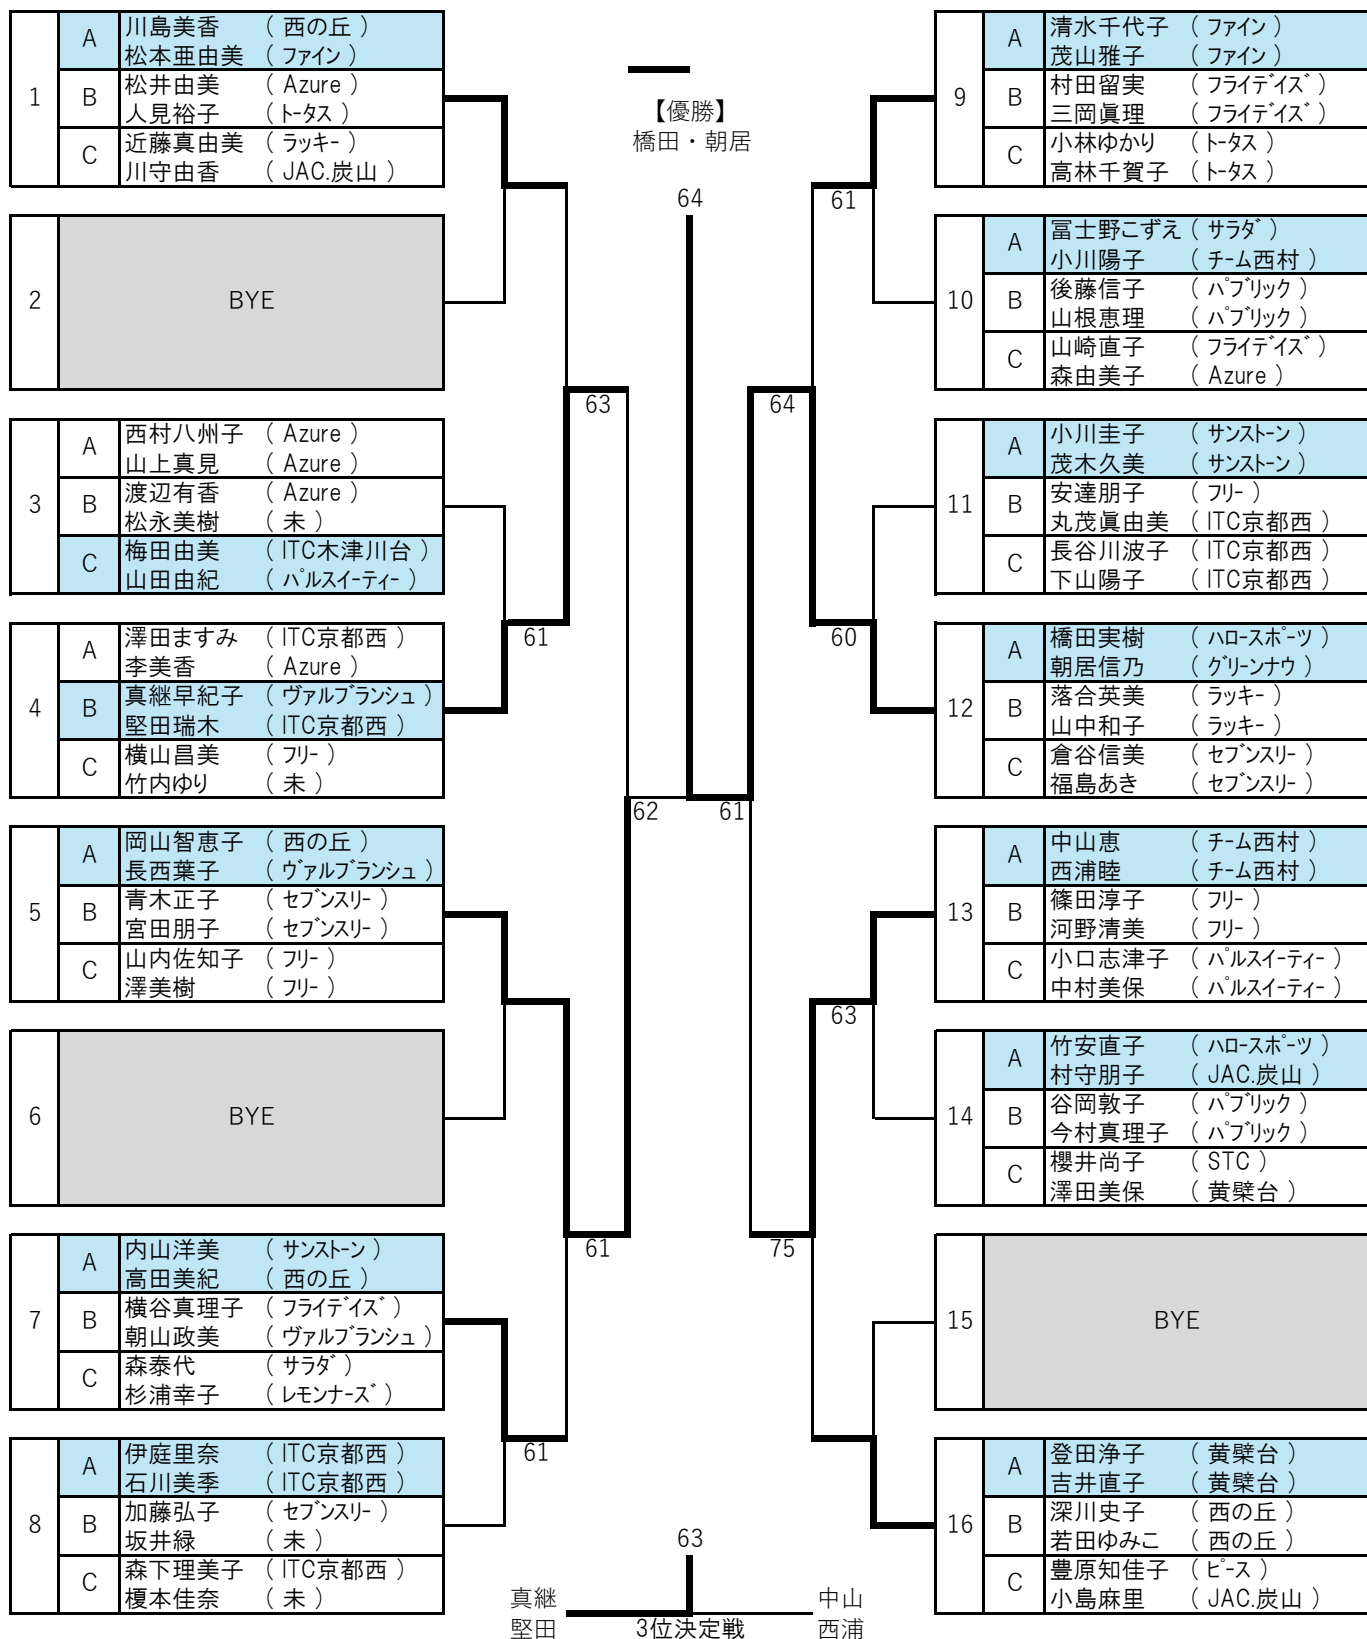 1
A
川島美香 ( 西の丘 )
松本亜由美 ( ファイン )
B
松井由美 ( Azure )
人見裕子 ( トータス )
C
近藤真由美 ( ラッキー )
川守由香 ( JAC.炭山 )
2
BYE
3
A
西村八州子 ( Azure )
山上真見 ( Azure )
B
渡辺有香 ( Azure )
松永美樹 ( 未 )
C
梅田由美 ( ITC木津川台 )
山田由紀 ( パルスイーティー )
4
A
澤田ますみ ( ITC京都西 )
李美香 ( Azure )
B
真継早紀子 ( ヴァルブランシュ )
堅田瑞木 ( ITC京都西 )
C
横山昌美 ( フリー )
竹内ゆり ( 未 )
5
A
岡山智恵子 ( 西の丘 )
長西葉子 ( ヴァルブランシュ )
B
青木正子 ( セブンスリー )
宮田朋子 ( セブンスリー )
C
山内佐知子 ( フリー )
澤美樹 ( フリー )
6
BYE
7
A
内山洋美 ( サンストーン )
高田美紀 ( 西の丘 )
B
横谷真理子 ( フライデイズ )
朝山政美 ( ヴァルブランシュ )
C
森泰代 ( サラダ )
杉浦幸子 ( レモンナーズ )
8
A
伊庭里奈 ( ITC京都西 )
石川美季 ( ITC京都西 )
B
加藤弘子 ( セブンスリー )
坂井緑 ( 未 )
C
森下理美子 ( ITC京都西 )
榎本佳奈 ( 未 )
61
61
63
61
62
【優勝】
橋田・朝居
64
61
64
61
60
75
63
63
真継
堅田
3位決定戦
中山
西浦
9
A
清水千代子 ( ファイン )
茂山雅子 ( ファイン )
B
村田留実 ( フライデイズ )
三岡眞理 ( フライデイズ )
C
小林ゆかり ( トータス )
高林千賀子 ( トータス )
10
A
冨士野こずえ ( サラダ )
小川陽子 ( チーム西村 )
B
後藤信子 ( パブリック )
山根恵理 ( パブリック )
C
山崎直子 ( フライデイズ )
森由美子 ( Azure )
11
A
小川圭子 ( サンストーン )
茂木久美 ( サンストーン )
B
安達朋子 ( フリー )
丸茂眞由美 ( ITC京都西 )
C
長谷川波子 ( ITC京都西 )
下山陽子 ( ITC京都西 )
12
A
橋田実樹 ( ハロースポーツ )
朝居信乃 ( グリーンナウ )
B
落合英美 ( ラッキー )
山中和子 ( ラッキー )
C
倉谷信美 ( セブンスリー )
福島あき ( セブンスリー )
13
A
中山恵 ( チーム西村 )
西浦睦 ( チーム西村 )
B
篠田淳子 ( フリー )
河野清美 ( フリー )
C
小口志津子 ( パルスイーティー )
中村美保 ( パルスイーティー )
14
A
竹安直子 ( ハロースポーツ )
村守朋子 ( JAC.炭山 )
B
谷岡敦子 ( パブリック )
今村真理子 ( パブリック )
C
櫻井尚子 ( STC )
澤田美保 ( 黄檗台 )
15
BYE
16
A
登田浄子 ( 黄檗台 )
吉井直子 ( 黄檗台 )
B
深川史子 ( 西の丘 )
若田ゆみこ ( 西の丘 )
C
豊原知佳子 ( ピース )
小島麻里 ( JAC.炭山 )